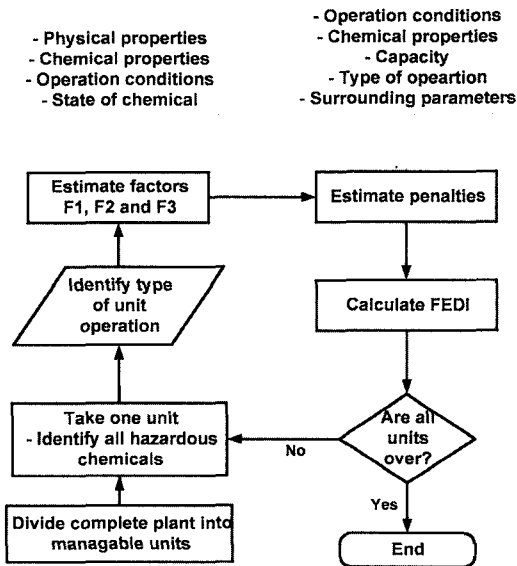 - Physical properties
- Chemical properties
- Operation conditions
- State of chemical
- Operation conditions
- Chemical properties
- Capacity
- Type of opeartion
- Surrounding parameters
Estimate factors
F1, F2 and F3
Estimate penalties
Identify type
of unit
operation
Calculate FEDI
Take one unit
- Identify all hazardous
chemicals
No
Are all
units
over?
Yes
Divide complete plant into
managable units
End